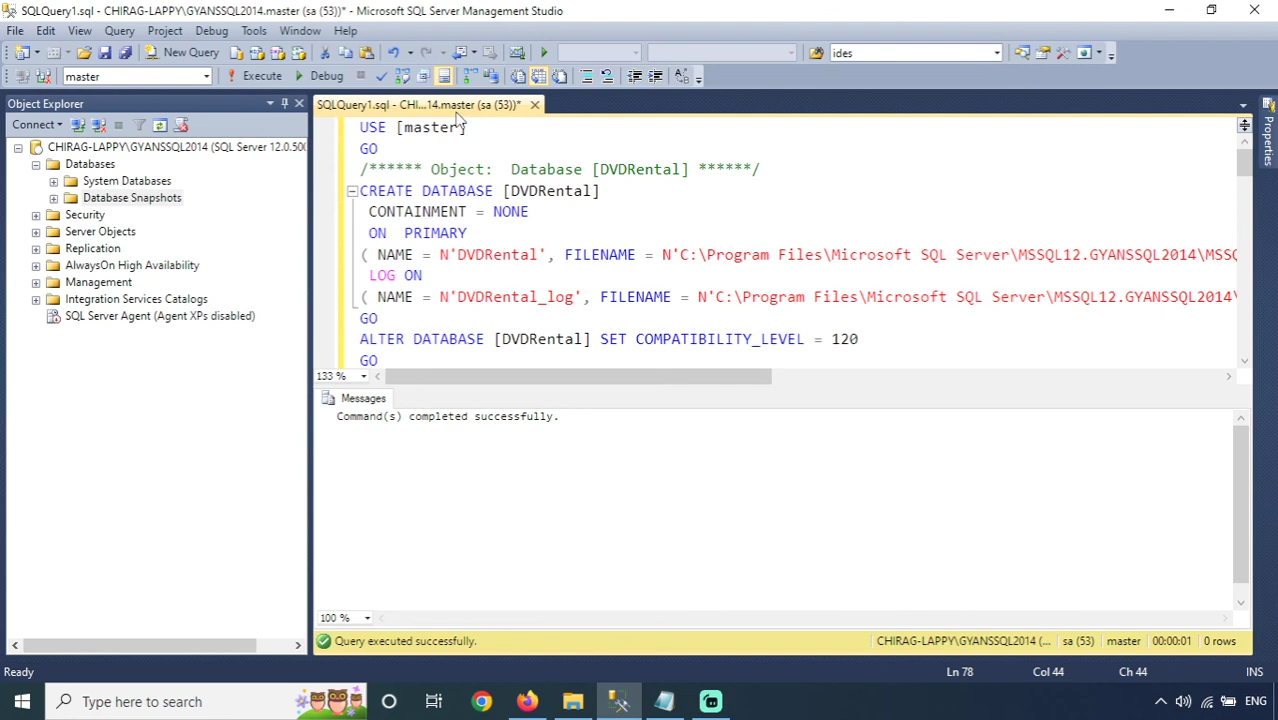 SQLQuery1.sql - CHIRAG-LAPPY\GYANSSQL2014.master (sa (53))* - Microsoft SQL Server Management Studio
File Edit View Query Project Debug Tools Window Help
New Query ides
master Execute Debug
Object Explorer
Connect
CHIRAG-LAPPY\GYANSSQL2014 (SQL Server 12.0.500
Databases
System Databases
Database Snapshots
Security
Server Objects
Replication
AlwaysOn High Availability
Management
Integration Services Catalogs
SQL Server Agent (Agent XPs disabled)
SQLQuery1.sql - CHI...14.master (sa (53))*
USE [master]
GO
/****** Object:  Database [DVDRental] ******/
CREATE DATABASE [DVDRental]
CONTAINMENT = NONE
ON  PRIMARY
( NAME = N'DVDRental', FILENAME = N'C:\Program Files\Microsoft SQL Server\MSSQL12.GYANSSQL2014\MSS
LOG ON
( NAME = N'DVDRental_log', FILENAME = N'C:\Program Files\Microsoft SQL Server\MSSQL12.GYANSSQL2014\
GO
ALTER DATABASE [DVDRental] SET COMPATIBILITY_LEVEL = 120
GO
133 %
Messages
Command(s) completed successfully.
100 %
Query executed successfully. CHIRAG-LAPPY\GYANSSQL2014 (... sa (53) master 00:00:01 0 rows
Properties
Ready Ln 78 Col 44 Ch 44 INS
Type here to search ENG